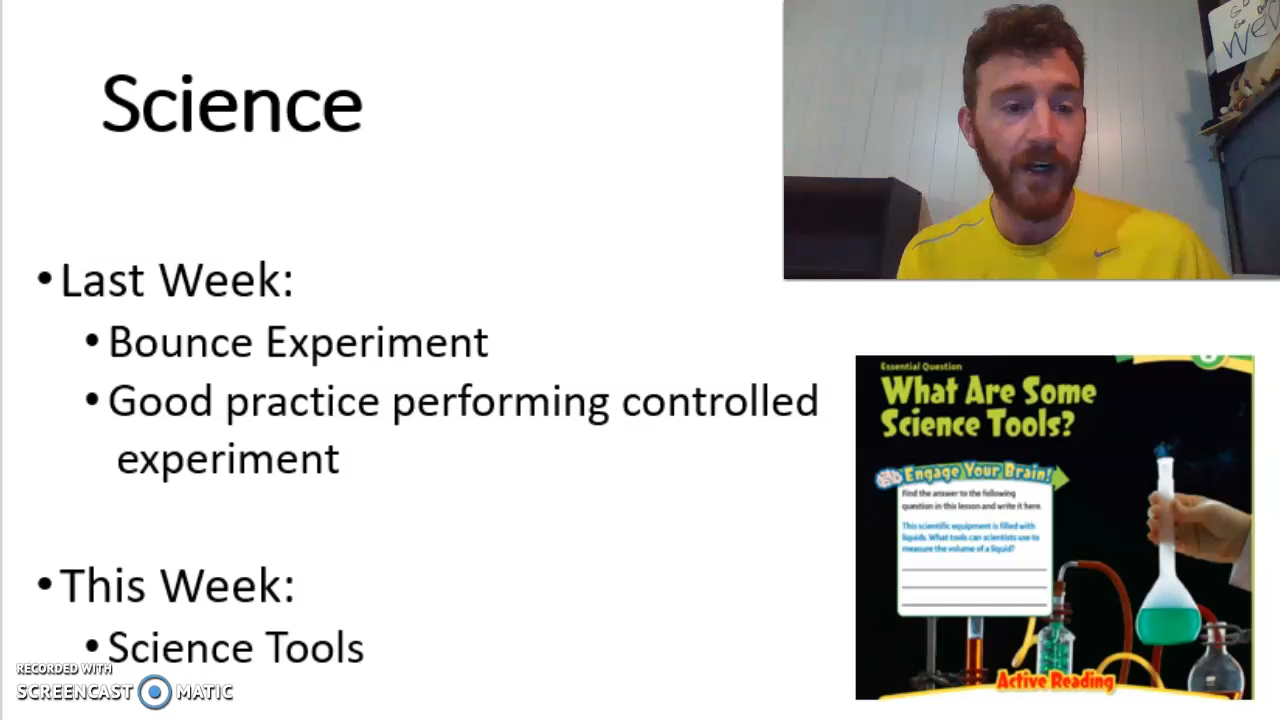 Science
• Last Week:
• Bounce Experiment
• Good practice performing controlled
experiment
• This Week:
• Science Tools
RECORDED WITH
SCREENCAST MATIC
Essential Question
What Are Some
Science Tools?
Engage Your Brain!
Find the answer to the following
question in this lesson and write it here.
This scientific equipment is filled with
liquids. What tools can scientists use to
measure the volume of a liquid?
Active Reading